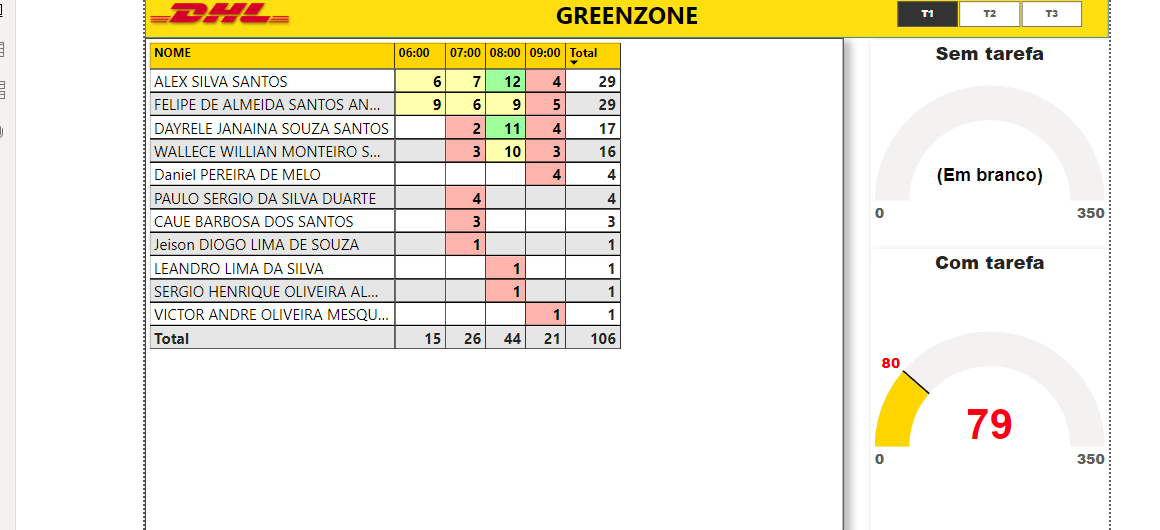 DHL GREENZONE T1 T2 T3
NOME 06:00 07:00 08:00 09:00 Total
ALEX SILVA SANTOS 6 7 12 4 29
FELIPE DE ALMEIDA SANTOS AN... 9 6 9 5 29
DAYRELE JANAINA SOUZA SANTOS 2 11 4 17
WALLECE WILLIAN MONTEIRO S... 3 10 3 16
Daniel PEREIRA DE MELO 4 4
PAULO SERGIO DA SILVA DUARTE 4 4
CAUE BARBOSA DOS SANTOS 3 3
Jeison DIOGO LIMA DE SOUZA 1 1
LEANDRO LIMA DA SILVA 1 1
SERGIO HENRIQUE OLIVEIRA AL... 1 1
VICTOR ANDRE OLIVEIRA MESQU... 1 1
Total 15 26 44 21 106
Sem tarefa
(Em branco)
0 350
Com tarefa
80
79
0 350